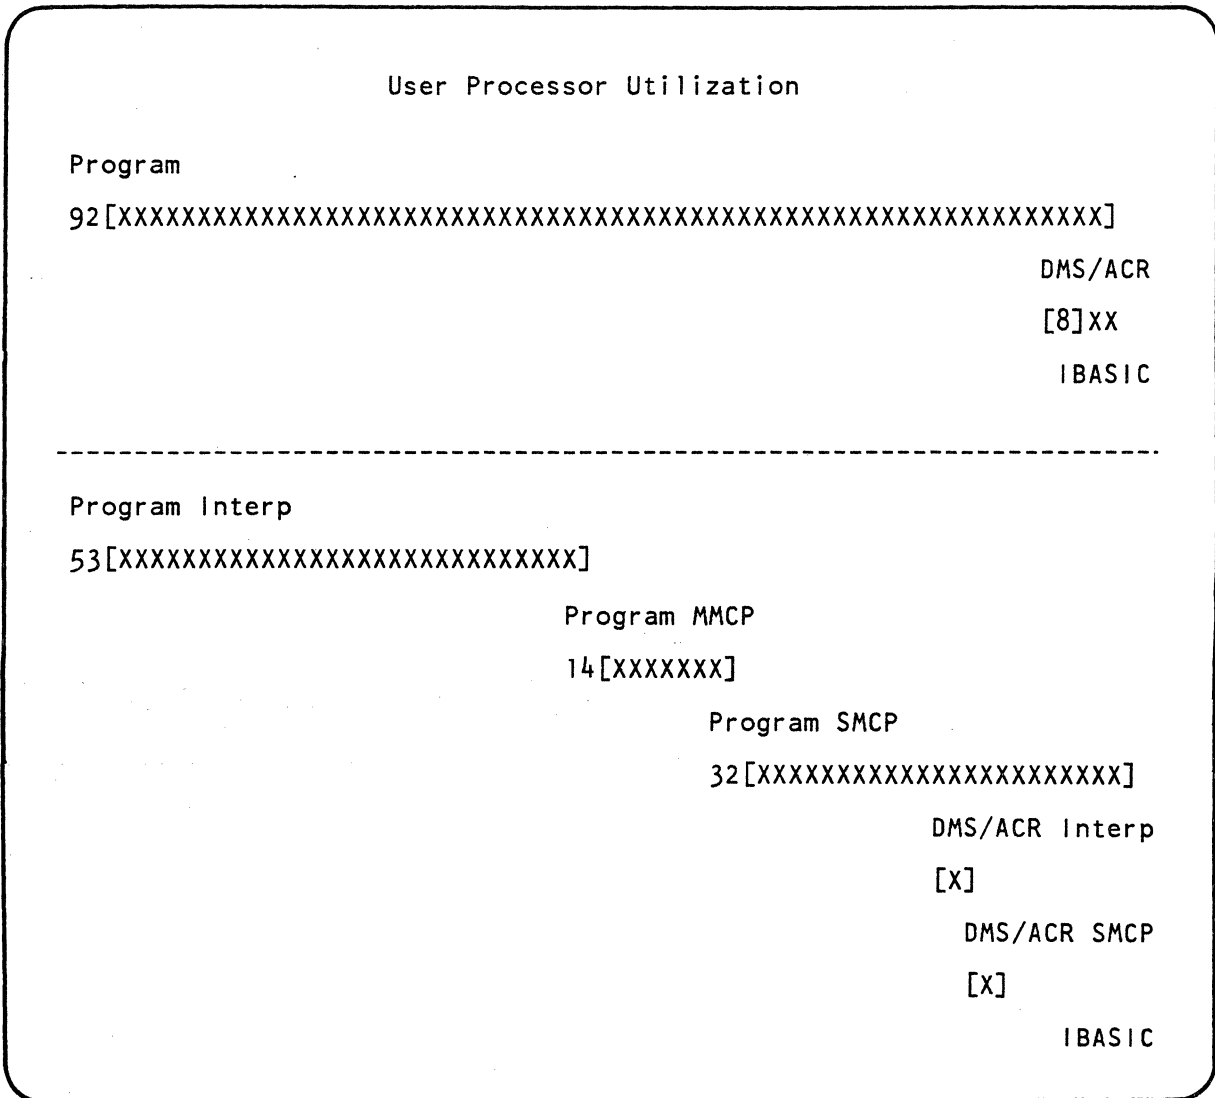 User Processor Utilization
Program
92[XXXXXXXXXXXXXXXXXXXXXXXXXXXXXXXXXXXXXXXXXXXXXXXXXXXXXXXXXXXXXX]
DMS/ACR
[8]XX
IBASIC
Program Interp
53[XXXXXXXXXXXXXXXXXXXXXXXXXXXXX]
Program MMCP
14[XXXXXXX]
Program SMCP
32[XXXXXXXXXXXXXXXXXXXXXXX]
DMS/ACR Interp
[X]
DMS/ACR SMCP
[X]
IBASIC